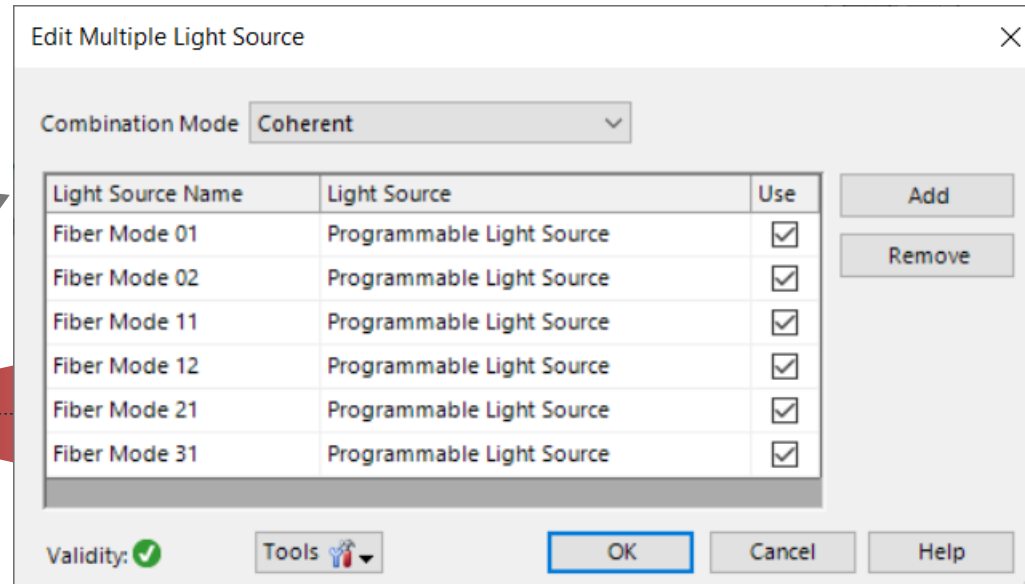 Edit Multiple Light Source
Combination Mode Coherent
Light Source Name Light Source Use Add
Fiber Mode 01 Programmable Light Source
Remove
Fiber Mode 02 Programmable Light Source
Fiber Mode 11 Programmable Light Source
Fiber Mode 12 Programmable Light Source
Fiber Mode 21 Programmable Light Source
Fiber Mode 31 Programmable Light Source
Validity: Tools OK Cancel Help